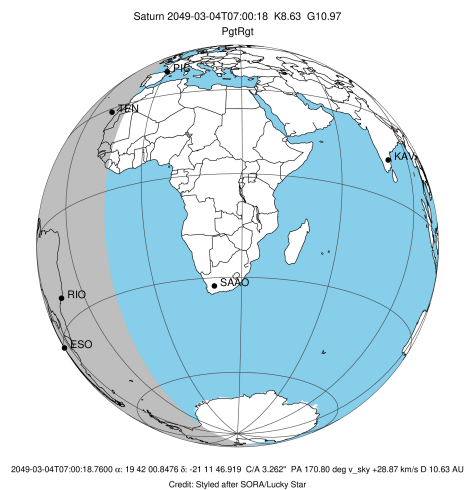 Saturn 2049-03-04T07:00:18 K8.63 G10.97
PgtRgt
PIC
TEN
KAV
SAAO
RIO
ESO
2049-03-04T07:00:18.7600 α: 19 42 00.8476 δ: -21 11 46.919 C/A 3.262" PA 170.80 deg v_sky +28.87 km/s D 10.63 AU
Credit: Styled after SORA/Lucky Star